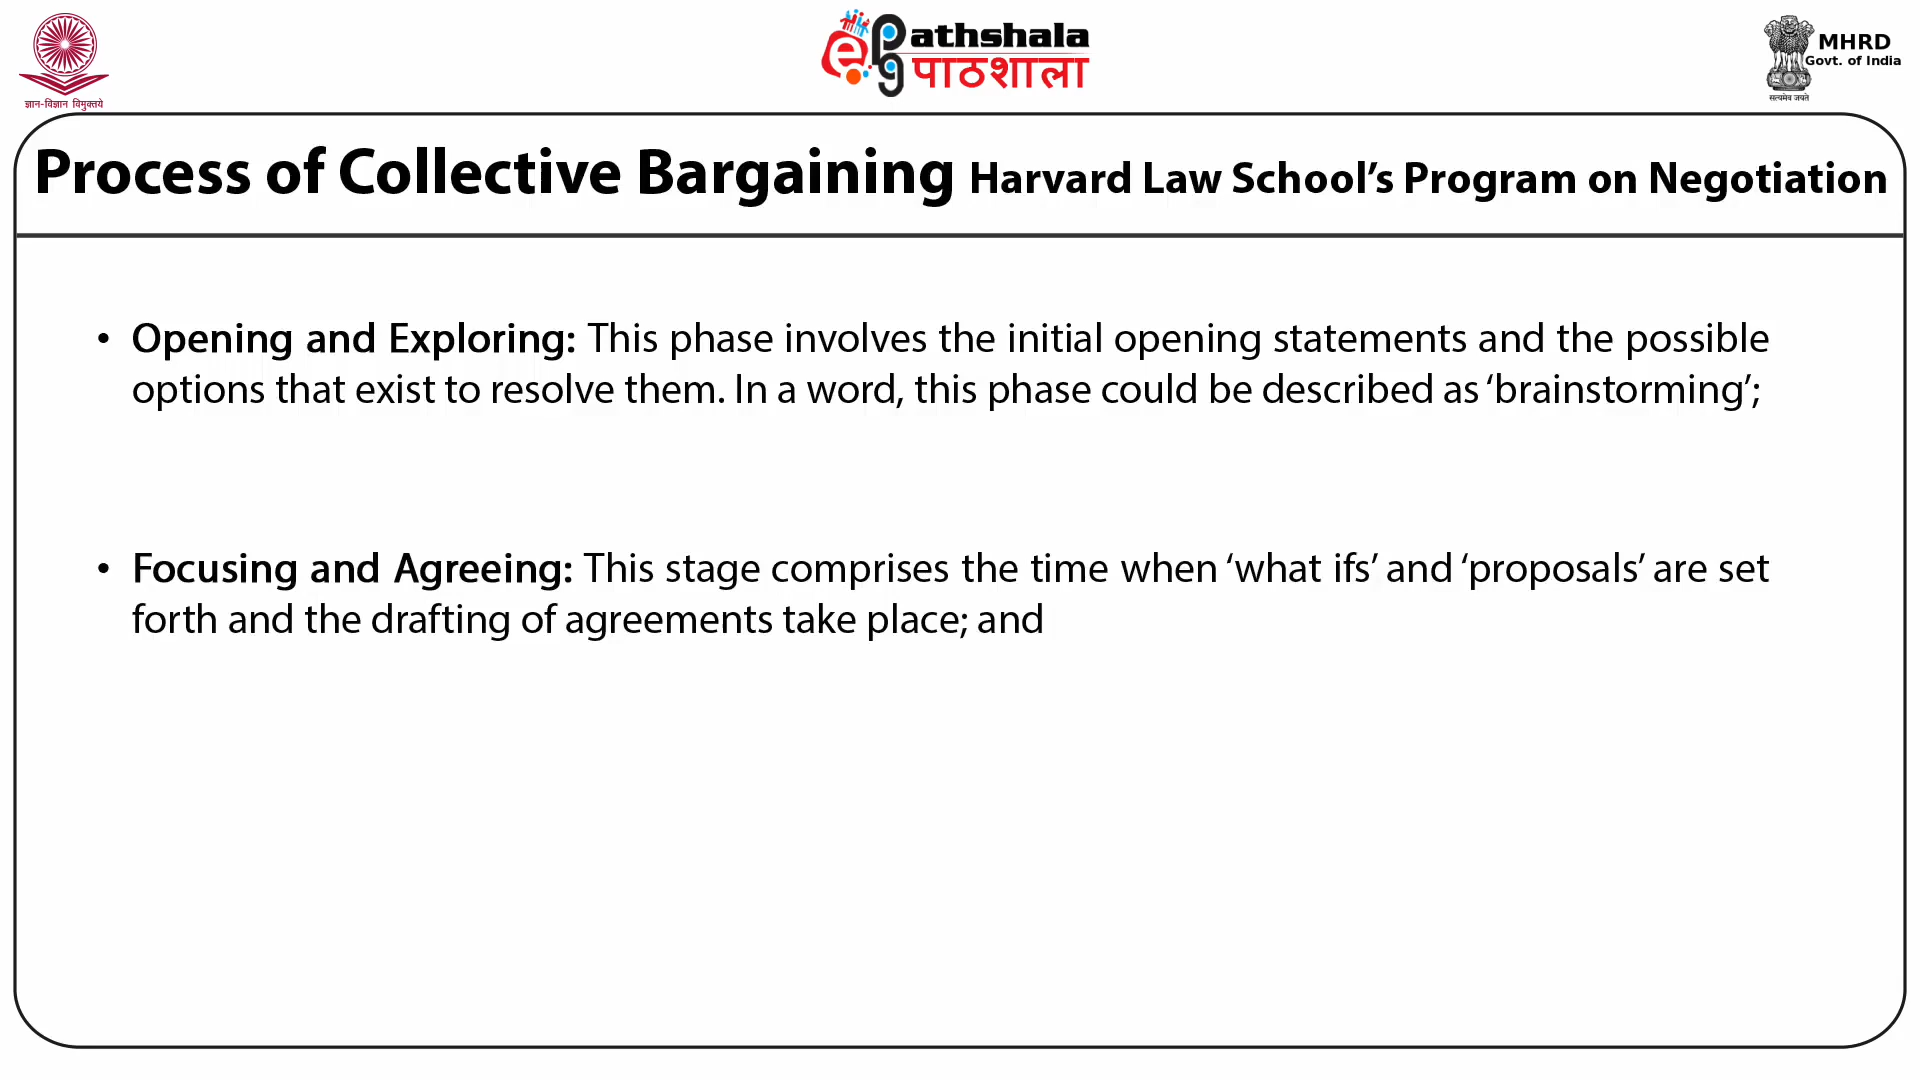 ज्ञान-विज्ञान विमुक्तये
ePathshala
पाठशाला
MHRD
Govt. of India
सत्यमेव जयते
Process of Collective Bargaining Harvard Law School’s Program on Negotiation
• Opening and Exploring: This phase involves the initial opening statements and the possible
options that exist to resolve them. In a word, this phase could be described as ‘brainstorming’;
• Focusing and Agreeing: This stage comprises the time when ‘what ifs’ and ‘proposals’ are set
forth and the drafting of agreements take place; and